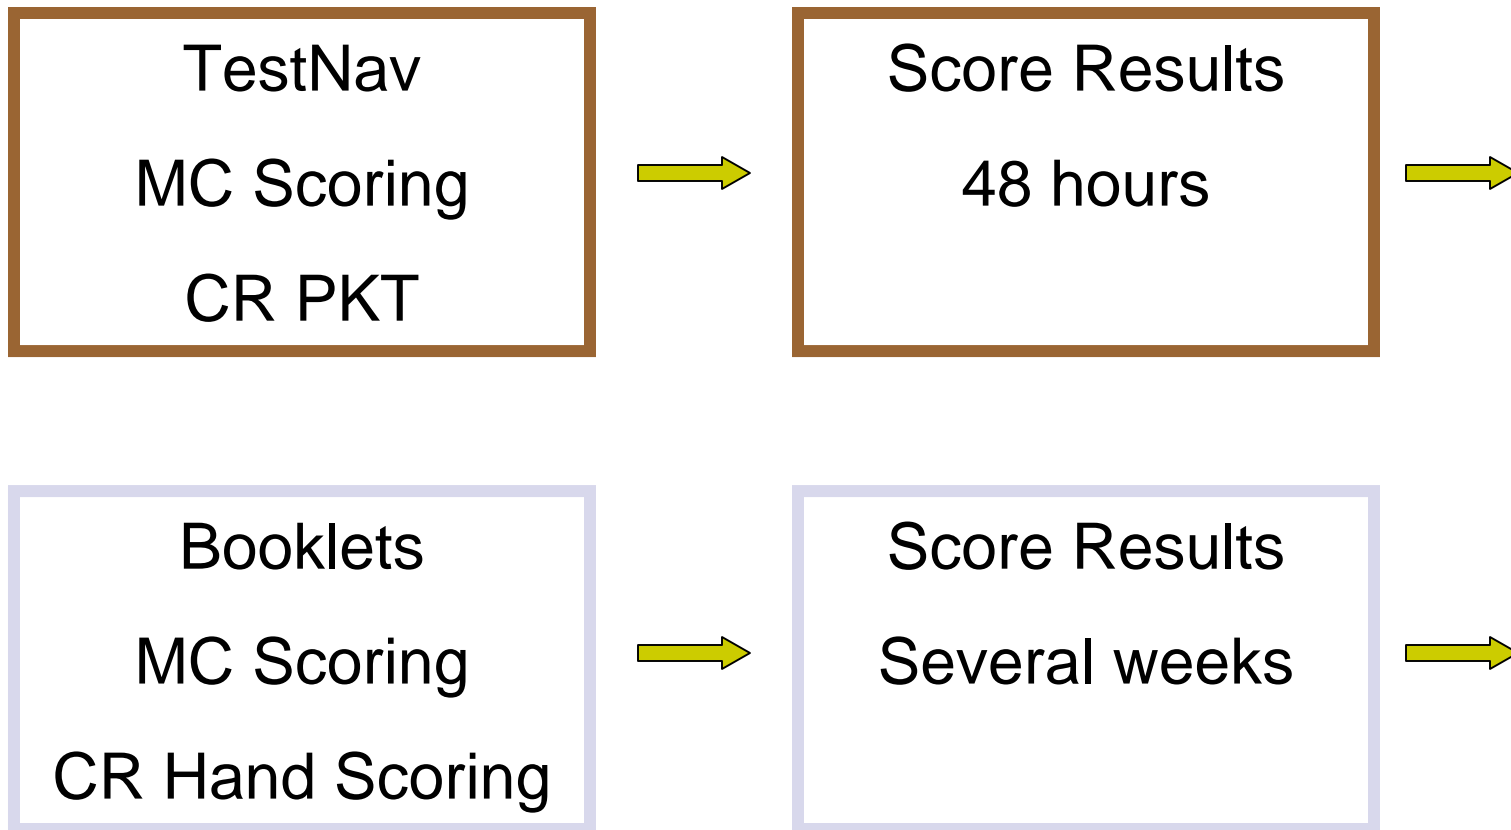 TestNav
MC Scoring
CR PKT
Score Results
48 hours
Booklets
MC Scoring
CR Hand Scoring
Score Results
Several weeks